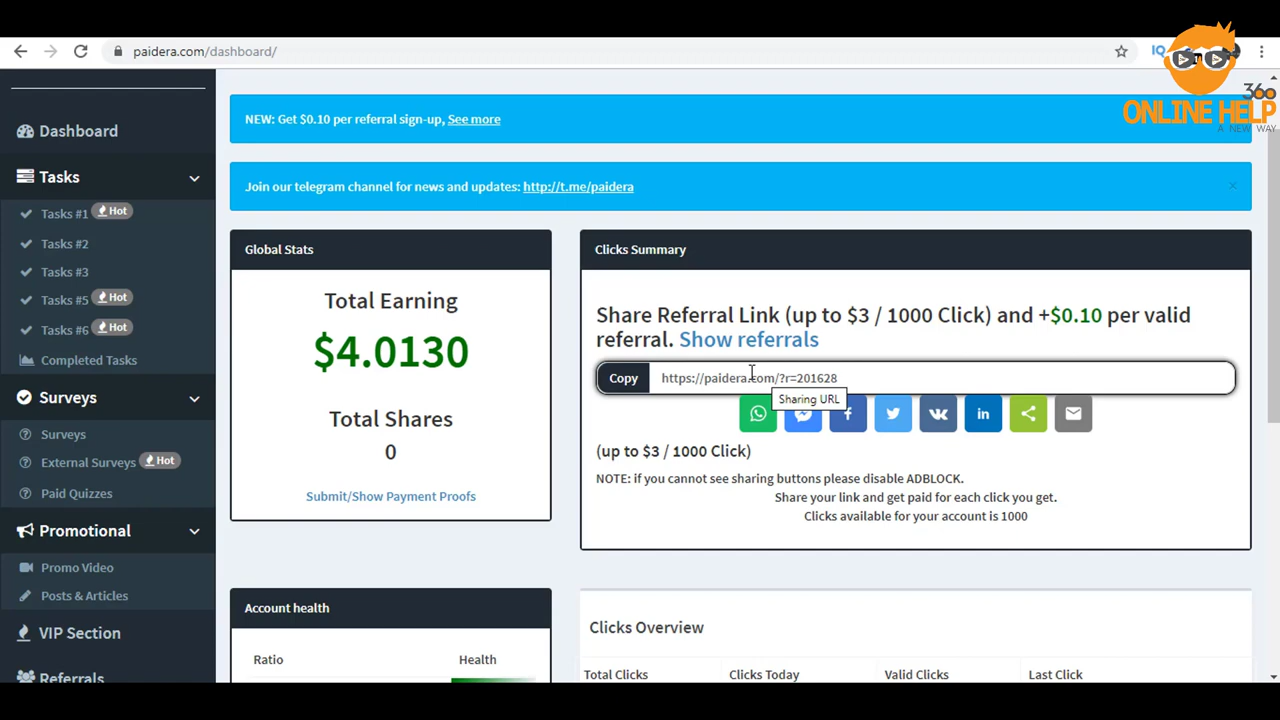 paidera.com/dashboard/
IQ
360
ONLINE HELP
A NEW WAY
Dashboard
Tasks
Tasks #1 Hot
Tasks #2
Tasks #3
Tasks #5 Hot
Tasks #6 Hot
Completed Tasks
Surveys
Surveys
External Surveys Hot
Paid Quizzes
Promotional
Promo Video
Posts & Articles
VIP Section
Referrals
NEW: Get $0.10 per referral sign-up, See more
Join our telegram channel for news and updates: http://t.me/paidera
×
Global Stats
Total Earning
$4.0130
Total Shares
0
Submit/Show Payment Proofs
Clicks Summary
Share Referral Link (up to $3 / 1000 Click) and +$0.10 per valid
referral. Show referrals
Copy https://paidera.com/?r=201628
Sharing URL
(up to $3 / 1000 Click)
NOTE: if you cannot see sharing buttons please disable ADBLOCK.
Share your link and get paid for each click you get.
Clicks available for your account is 1000
Account health
Ratio Health
Clicks Overview
Total Clicks Clicks Today Valid Clicks Last Click